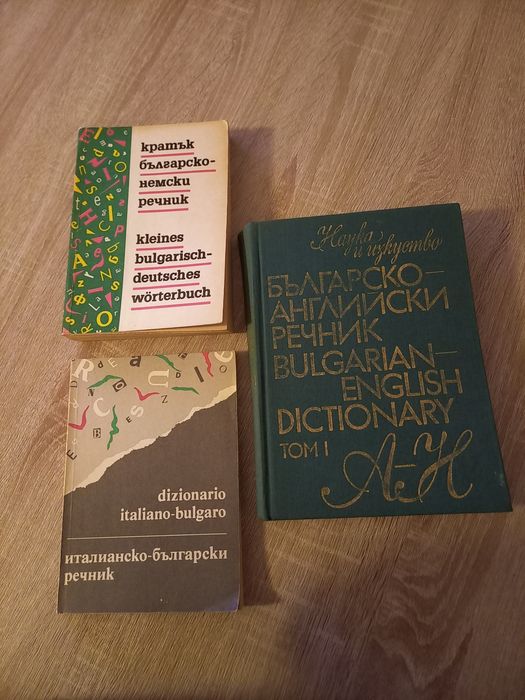 кратък
българско-
немски
речник
kleines
bulgarisch-
deutsches
wörterbuch
Наука
и изкуство
БЪЛГАРСКО-
АНГЛИЙСКИ
РЕЧНИК
BULGARIAN-
ENGLISH
DICTIONARY
ТОМ I
А-Н
dizionario
italiano-bulgaro
италианско-български
речник